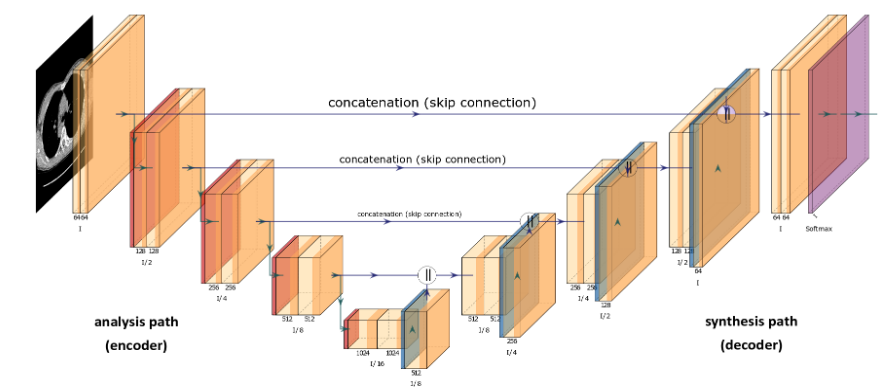 concatenation (skip connection)
concatenation (skip connection)
concatenation (skip connection)
64 64
I
128 128
I/2
256 256
I/4
512 512
I/8
1024 1024
I/16
512
I/8
512 512
I/8
256
I/4
256 256
I/4
128
I/2
128
I/2
64
I
64 64
I
Softmax
analysis path
(encoder)
synthesis path
(decoder)